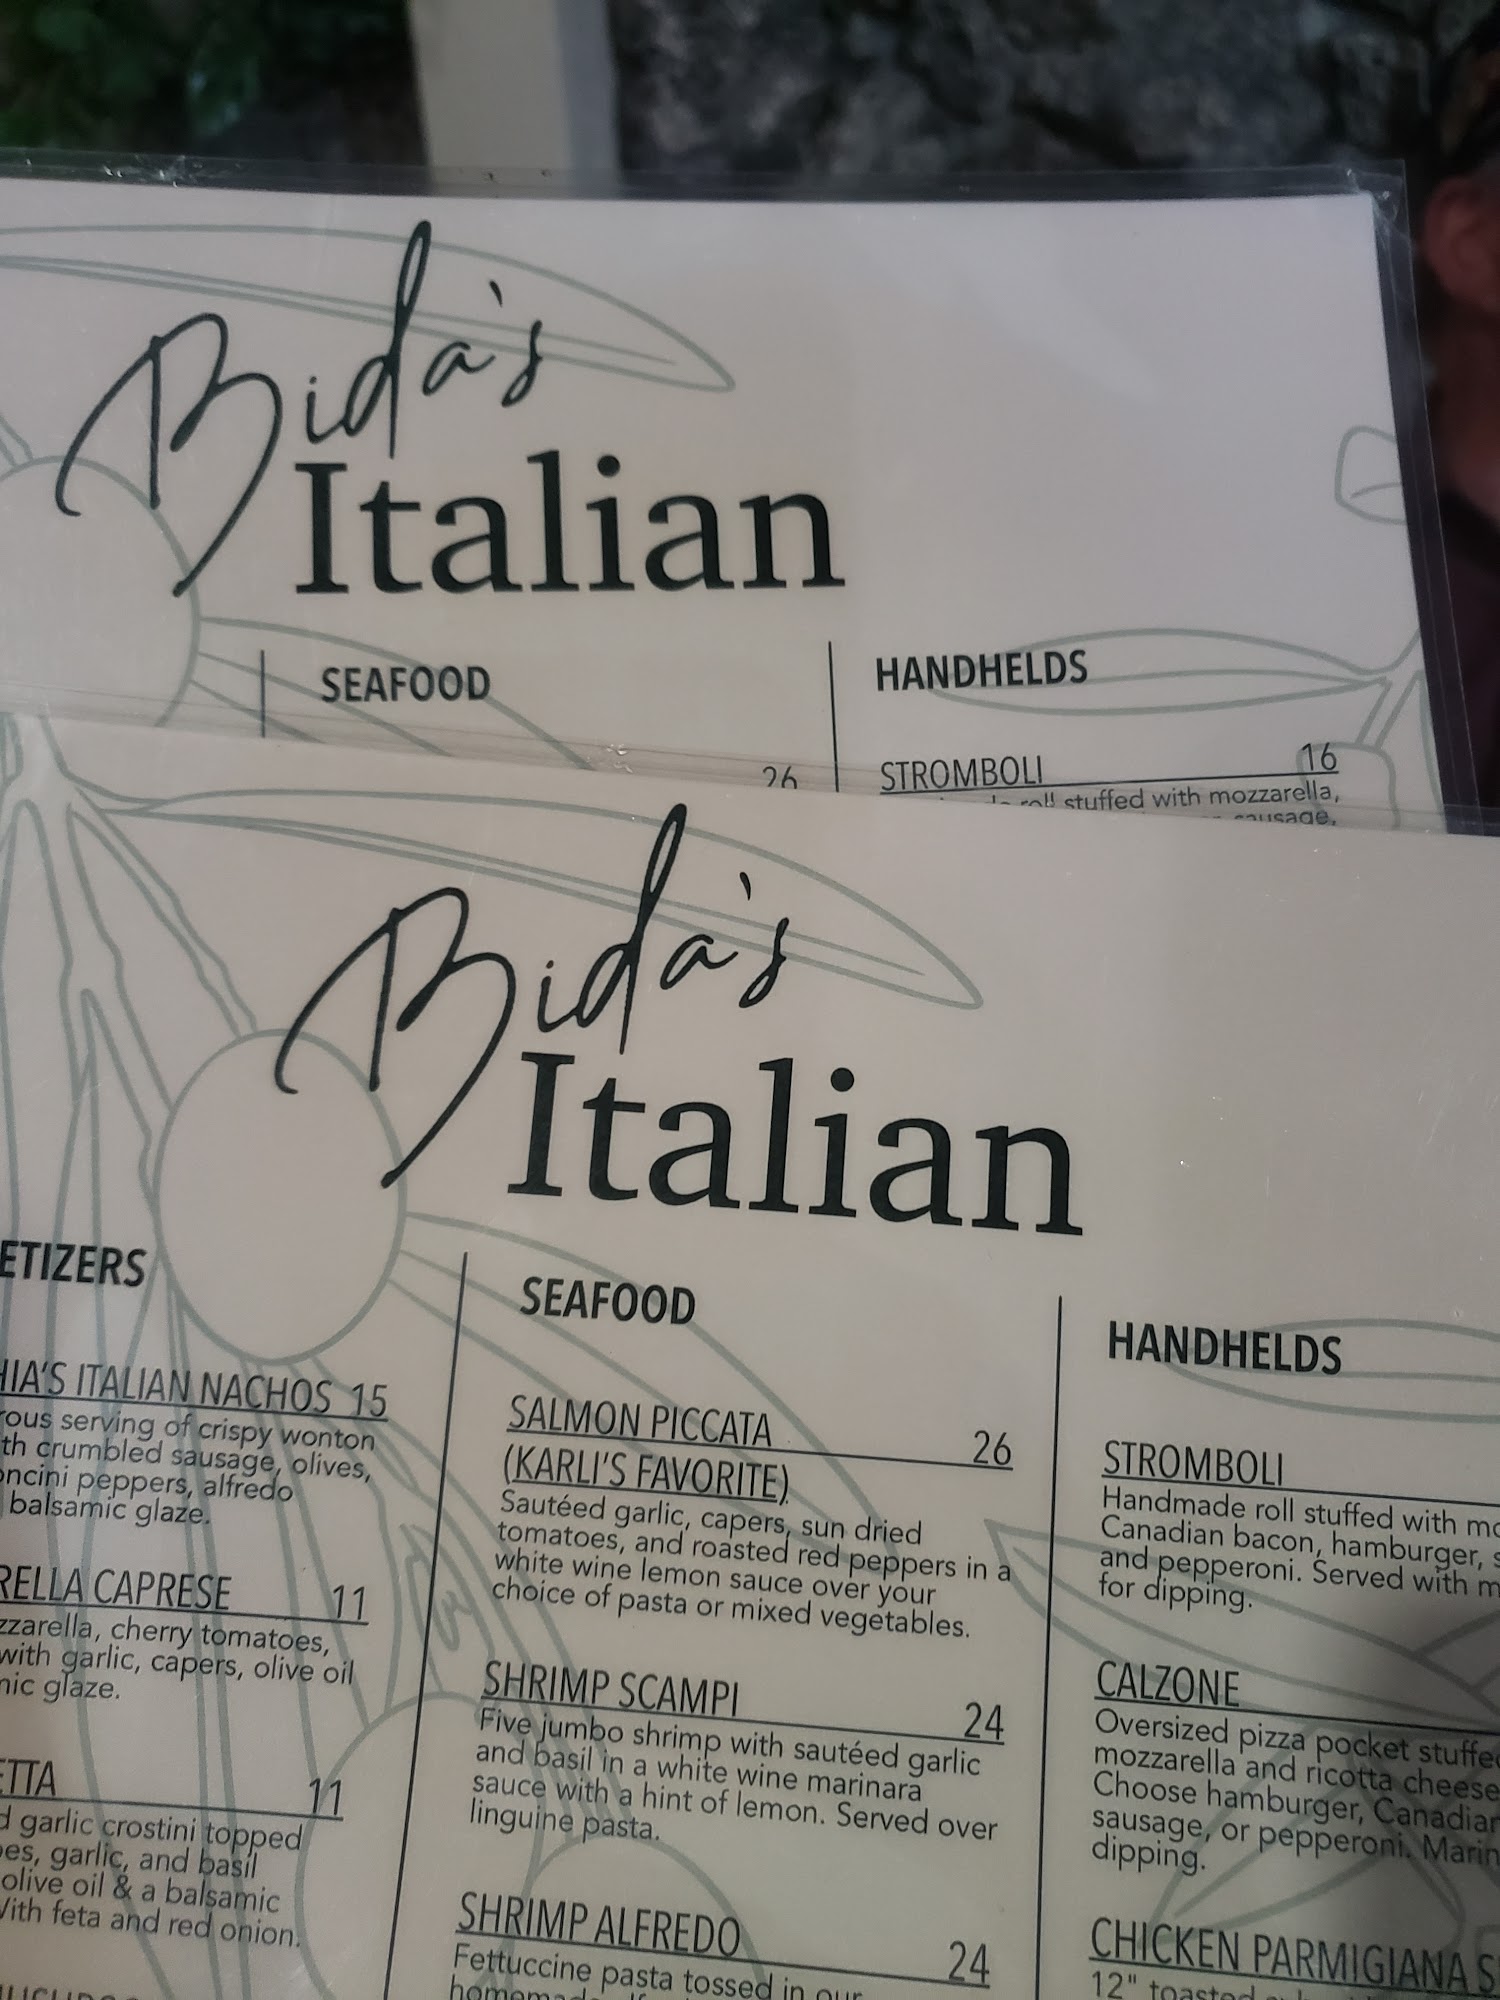 Bida's
Italian
SEAFOOD
26
HANDHELDS
STROMBOLI 16
roll stuffed with mozzarella,
sausage,
Bida's
Italian
ETIZERS
HIA'S ITALIAN NACHOS 15
rous serving of crispy wonton
th crumbled sausage, olives,
oncini peppers, alfredo
balsamic glaze.
RELLA CAPRESE 11
zzarella, cherry tomatoes,
with garlic, capers, olive oil
mic glaze.
ETTA 11
d garlic crostini topped
es, garlic, and basil
olive oil & a balsamic
With feta and red onion.
SEAFOOD
SALMON PICCATA 26
(KARLI'S FAVORITE)
Sautéed garlic, capers, sun dried
tomatoes, and roasted red peppers in a
white wine lemon sauce over your
choice of pasta or mixed vegetables.
SHRIMP SCAMPI 24
Five jumbo shrimp with sautéed garlic
and basil in a white wine marinara
sauce with a hint of lemon. Served over
linguine pasta.
SHRIMP ALFREDO 24
Fettuccine pasta tossed in our
HANDHELDS
STROMBOLI
Handmade roll stuffed with mo
Canadian bacon, hamburger, s
and pepperoni. Served with m
for dipping.
CALZONE
Oversized pizza pocket stuffe
mozzarella and ricotta cheese
Choose hamburger, Canadian
sausage, or pepperoni. Marin
dipping.
CHICKEN PARMIGIANA S
12" toasted